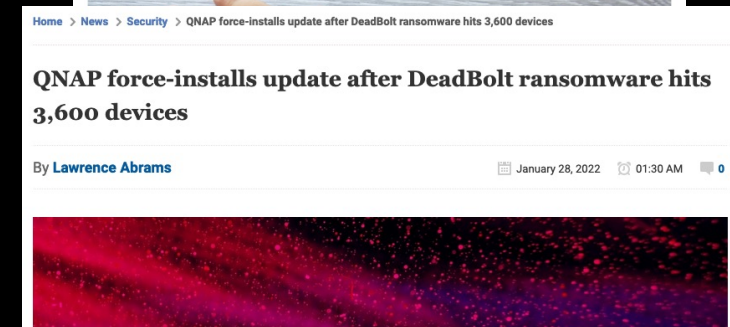 Home > News > Security > QNAP force-installs update after DeadBolt ransomware hits 3,600 devices
QNAP force-installs update after DeadBolt ransomware hits
3,600 devices
By Lawrence Abrams
January 28, 2022 01:30 AM 0